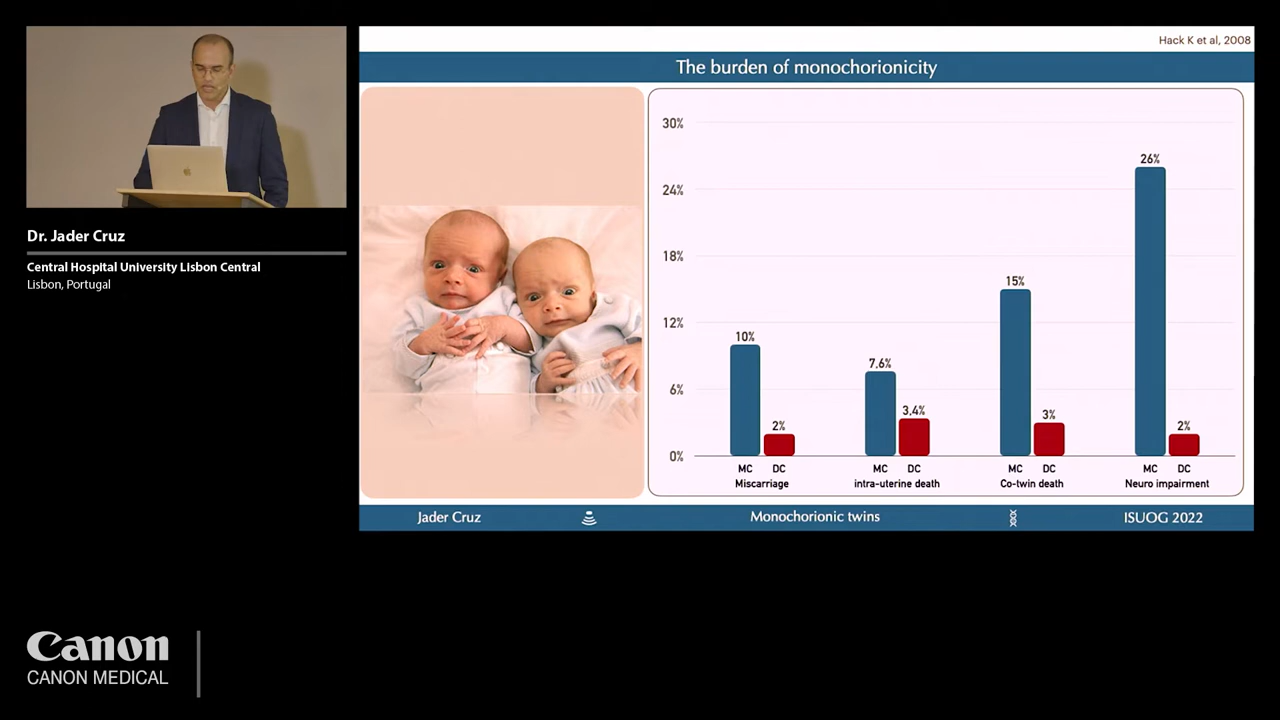 Hack K et al, 2008
The burden of monochorionicity
30%
24%
18%
12%
6%
0%
10%
2%
7,6%
3,4%
15%
3%
26%
2%
MC DC MC DC MC DC MC DC
Miscarriage intra-uterine death Co-twin death Neuro impairment
Jader Cruz Monochorionic twins ISUOG 2022
Dr. Jader Cruz
Central Hospital University Lisbon Central
Lisbon, Portugal
Canon
CANON MEDICAL